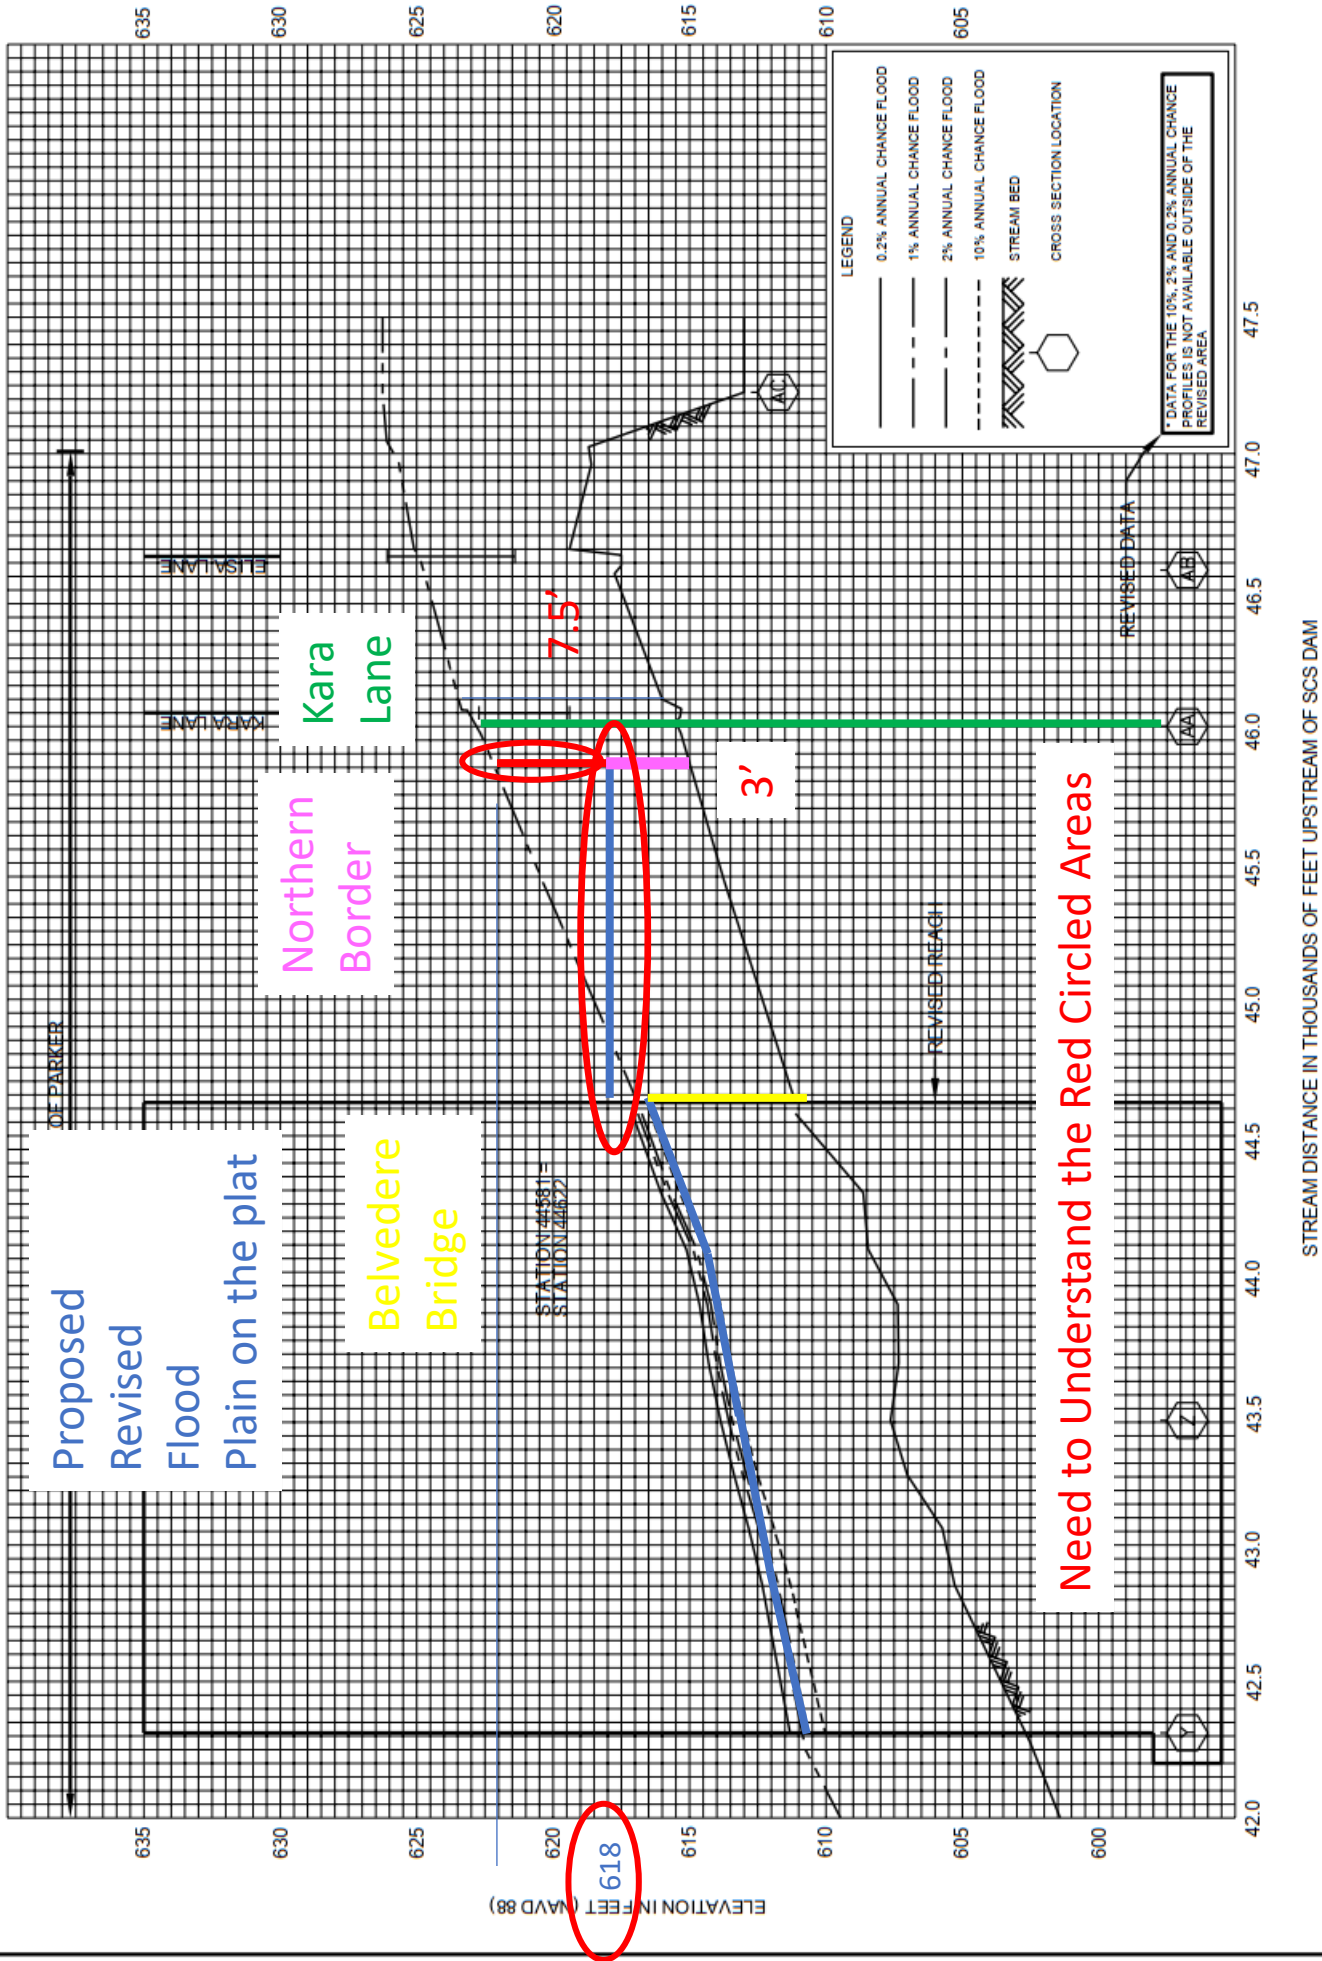 OF PARKER
Proposed
Revised
Flood
Plain on the plat
Belvedere
Bridge
Northern
Border
Kara
Lane
KARA LANE
ELISA LANE
STATION 44581 =
STATION 44622
7.5’
3’
REVISED REACH
Need to Understand the Red Circled Areas
REVISED DATA
635
630
625
620
615
610
605
600
618
635
630
625
620
615
610
605
ELEVATION IN FEET (NAVD 88)
LEGEND
0.2% ANNUAL CHANCE FLOOD
1% ANNUAL CHANCE FLOOD
2% ANNUAL CHANCE FLOOD
10% ANNUAL CHANCE FLOOD
STREAM BED
CROSS SECTION LOCATION
* DATA FOR THE 10%, 2% AND 0.2% ANNUAL CHANCE
PROFILES IS NOT AVAILABLE OUTSIDE OF THE
REVISED AREA
Y
Z
AA
AB
AC
42.0
42.5
43.0
43.5
44.0
44.5
45.0
45.5
46.0
46.5
47.0
47.5
STREAM DISTANCE IN THOUSANDS OF FEET UPSTREAM OF SCS DAM